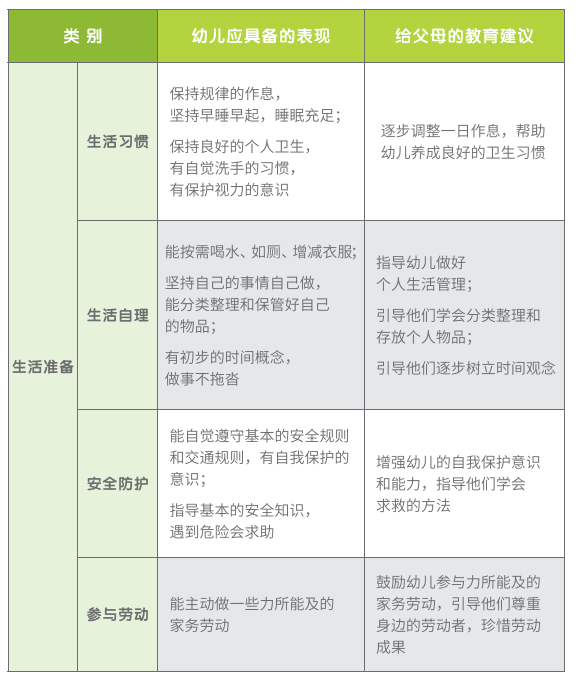 类 别
幼儿应具备的表现
给父母的教育建议
生活准备
生活习惯
保持规律的作息，
坚持早睡早起，睡眠充足；
保持良好的个人卫生，
有自觉洗手的习惯，
有保护视力的意识
逐步调整一日作息，帮助
幼儿养成良好的卫生习惯
生活自理
能按需喝水、如厕、增减衣服；
坚持自己的事情自己做，
能分类整理和保管好自己
的物品；
有初步的时间概念，
做事不拖沓
指导幼儿做好
个人生活管理；
引导他们学会分类整理和
存放个人物品；
引导他们逐步树立时间观念
安全防护
能自觉遵守基本的安全规则
和交通规则，有自我保护的
意识；
指导基本的安全知识，
遇到危险会求助
增强幼儿的自我保护意识
和能力，指导他们学会
求救的方法
参与劳动
能主动做一些力所能及的
家务劳动
鼓励幼儿参与力所能及的
家务劳动，引导他们尊重
身边的劳动者，珍惜劳动
成果